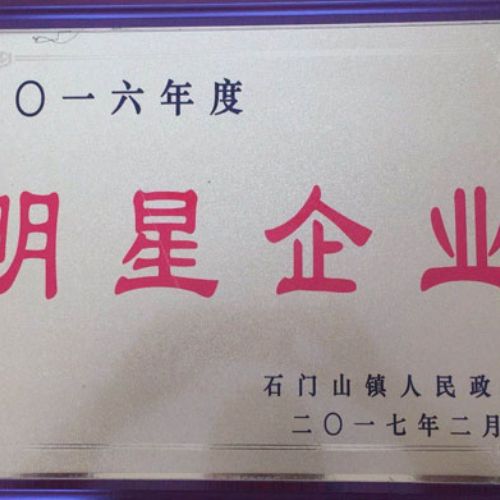 〇一六年度
明星企业
石门山镇人民政
二〇一七年二月